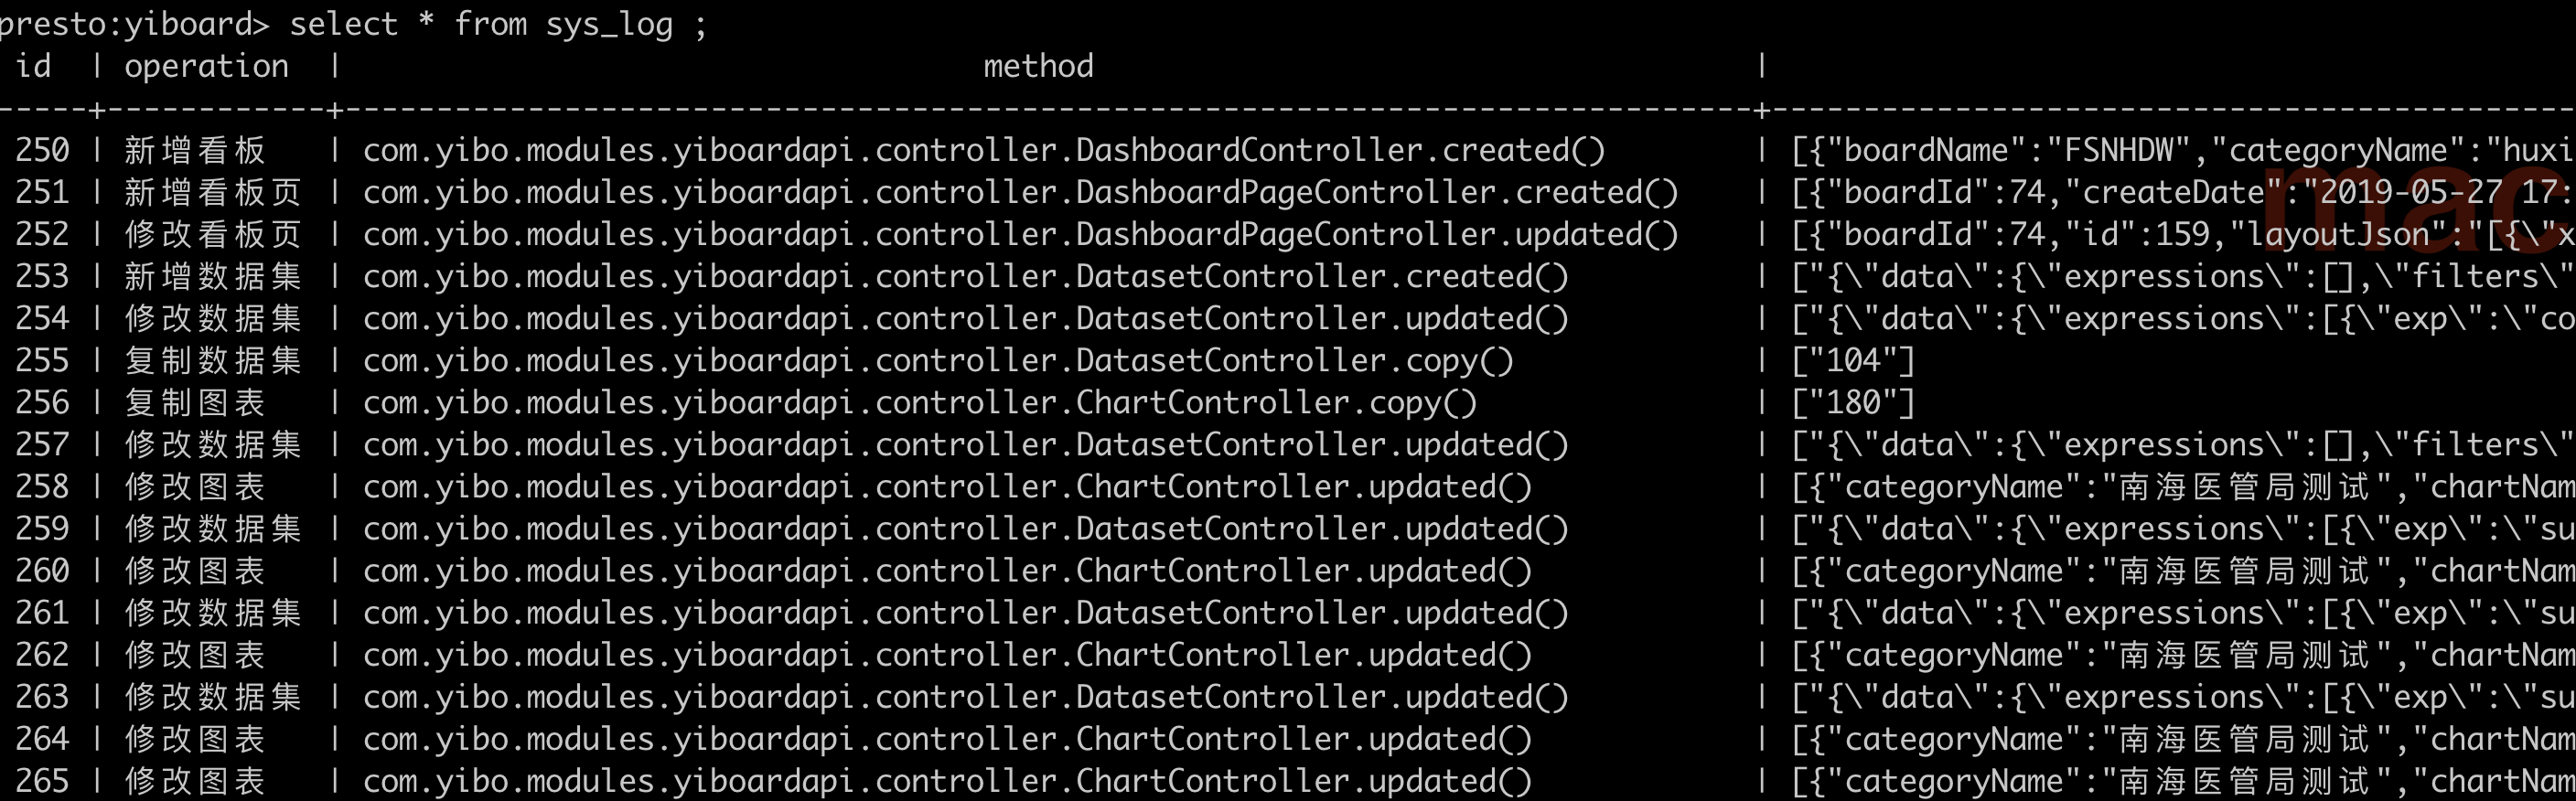 presto:yiboard> select * from sys_log ;
id | operation | method |
-----+------------+-----------------------------------------------------------------------------+--------------------------------------------
250 | 新增看板 | com.yibo.modules.yiboardapi.controller.DashboardController.created() | [{"boardName":"FSNHDW","categoryName":"huxi
251 | 新增看板页 | com.yibo.modules.yiboardapi.controller.DashboardPageController.created() | [{"boardId":74,"createDate":"2019-05-27 17:
252 | 修改看板页 | com.yibo.modules.yiboardapi.controller.DashboardPageController.updated() | [{"boardId":74,"id":159,"layoutJson":"[{\"x
253 | 新增数据集 | com.yibo.modules.yiboardapi.controller.DatasetController.created() | ["{\"data\":{\"expressions\":[],\"filters\"
254 | 修改数据集 | com.yibo.modules.yiboardapi.controller.DatasetController.updated() | ["{\"data\":{\"expressions\":[{\"exp\":\"co
255 | 复制数据集 | com.yibo.modules.yiboardapi.controller.DatasetController.copy() | ["104"]
256 | 复制图表 | com.yibo.modules.yiboardapi.controller.ChartController.copy() | ["180"]
257 | 修改数据集 | com.yibo.modules.yiboardapi.controller.DatasetController.updated() | ["{\"data\":{\"expressions\":[],\"filters\"
258 | 修改图表 | com.yibo.modules.yiboardapi.controller.ChartController.updated() | [{"categoryName":"南海医管局测试","chartNam
259 | 修改数据集 | com.yibo.modules.yiboardapi.controller.DatasetController.updated() | ["{\"data\":{\"expressions\":[{\"exp\":\"su
260 | 修改图表 | com.yibo.modules.yiboardapi.controller.ChartController.updated() | [{"categoryName":"南海医管局测试","chartNam
261 | 修改数据集 | com.yibo.modules.yiboardapi.controller.DatasetController.updated() | ["{\"data\":{\"expressions\":[{\"exp\":\"su
262 | 修改图表 | com.yibo.modules.yiboardapi.controller.ChartController.updated() | [{"categoryName":"南海医管局测试","chartNam
263 | 修改数据集 | com.yibo.modules.yiboardapi.controller.DatasetController.updated() | ["{\"data\":{\"expressions\":[{\"exp\":\"su
264 | 修改图表 | com.yibo.modules.yiboardapi.controller.ChartController.updated() | [{"categoryName":"南海医管局测试","chartNam
265 | 修改图表 | com.yibo.modules.yiboardapi.controller.ChartController.updated() | [{"categoryName":"南海医管局测试","chartNam
mac